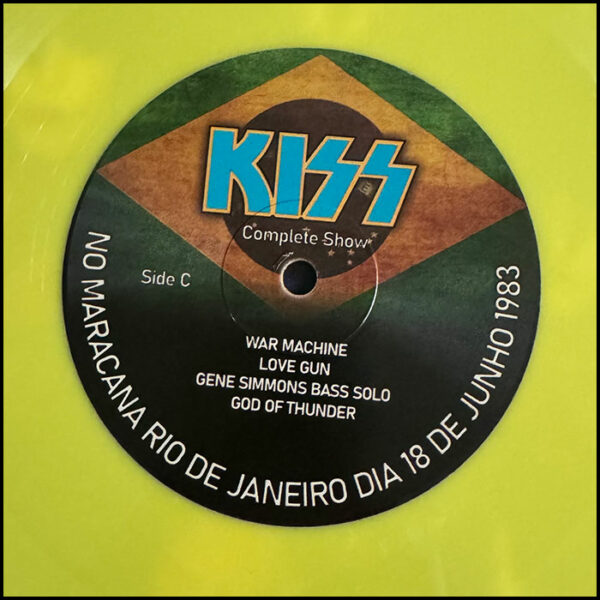 KISS
Complete Show
Side C
WAR MACHINE
LOVE GUN
GENE SIMMONS BASS SOLO
GOD OF THUNDER
NO MARACANA RIO DE JANEIRO DIA 18 DE JUNHO 1983